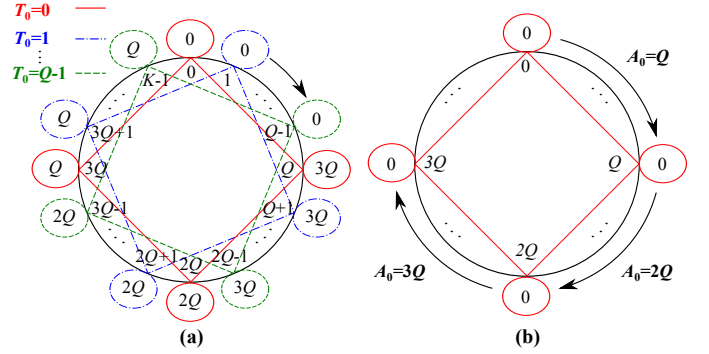 T₀=0
T₀=1
⋮
T₀=Q-1
Q 0 0
0
K-1 0 1
Q 3Q+1 Q-1
Q 3Q Q 3Q
2Q 3Q-1 Q+1 3Q
2Q+1 2Q 2Q-1
2Q 2Q 3Q
(a)
0
0
A₀=Q
0 3Q Q 0
2Q
A₀=3Q A₀=2Q
0
(b)